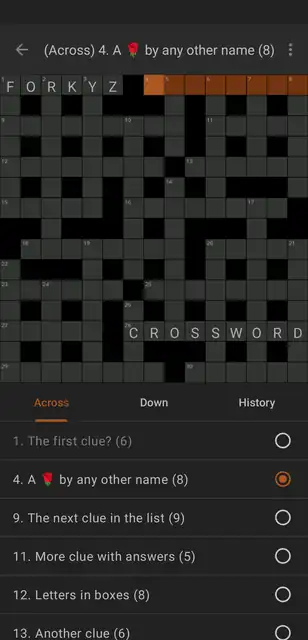 (Across) 4. A 🌹 by any other name (8)
FORKYZ
CROSSWORD
Across Down History
1. The first clue? (6)
4. A 🌹 by any other name (8)
9. The next clue in the list (9)
11. More clue with answers (5)
12. Letters in boxes (8)
13. Another clue (6)